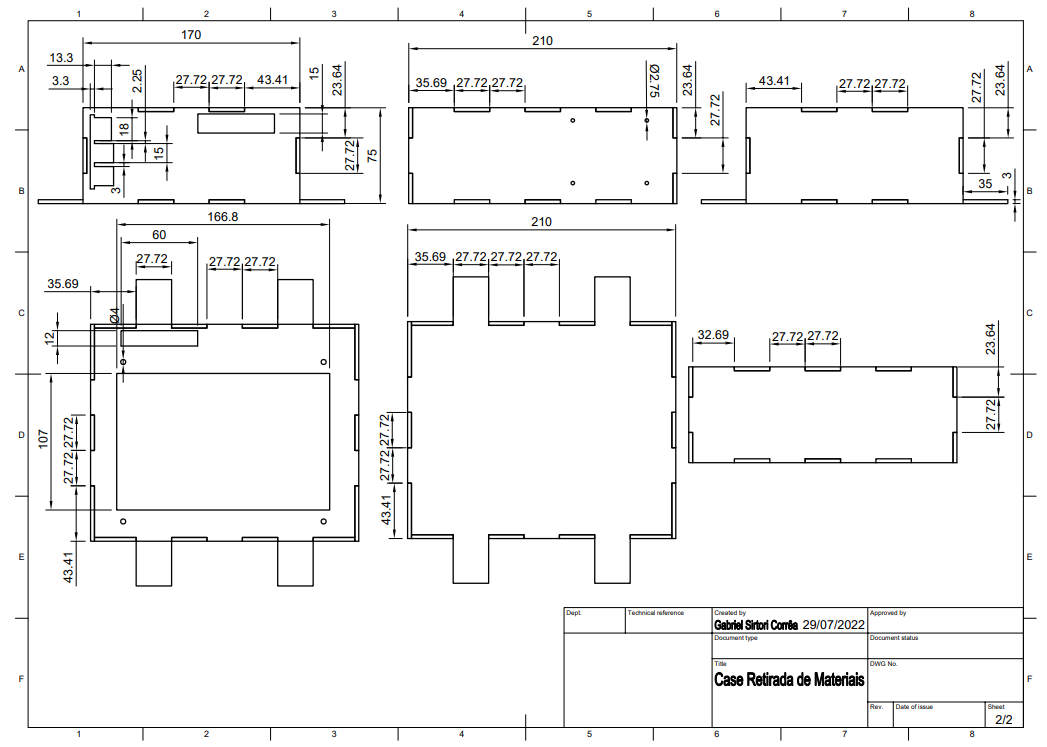 1 2 3 4 5 6 7 8
A A
B B
C C
D D
E E
F F
170
13.3
3.3
2.25
27.72 27.72 43.41
15
23.64
18
15
3
27.72
75
210
35.69 27.72 27.72
Ø2.75
23.64
27.72
43.41 27.72 27.72
27.72
23.64
35
3
166.8
60
27.72 27.72 27.72
35.69
Ø4
12
107
27.72
27.72
43.41
210
35.69 27.72 27.72 27.72
27.72
27.72
43.41
32.69 27.72 27.72
23.64
27.72
Dept. Technical reference Created by Approved by
Gabriel Sirtori Corrêa 29/07/2022
Document type Document status
Title DWG No.
Case Retirada de Materiais
Rev. Date of issue Sheet
2/2
1 2 3 4 5 6 7 8